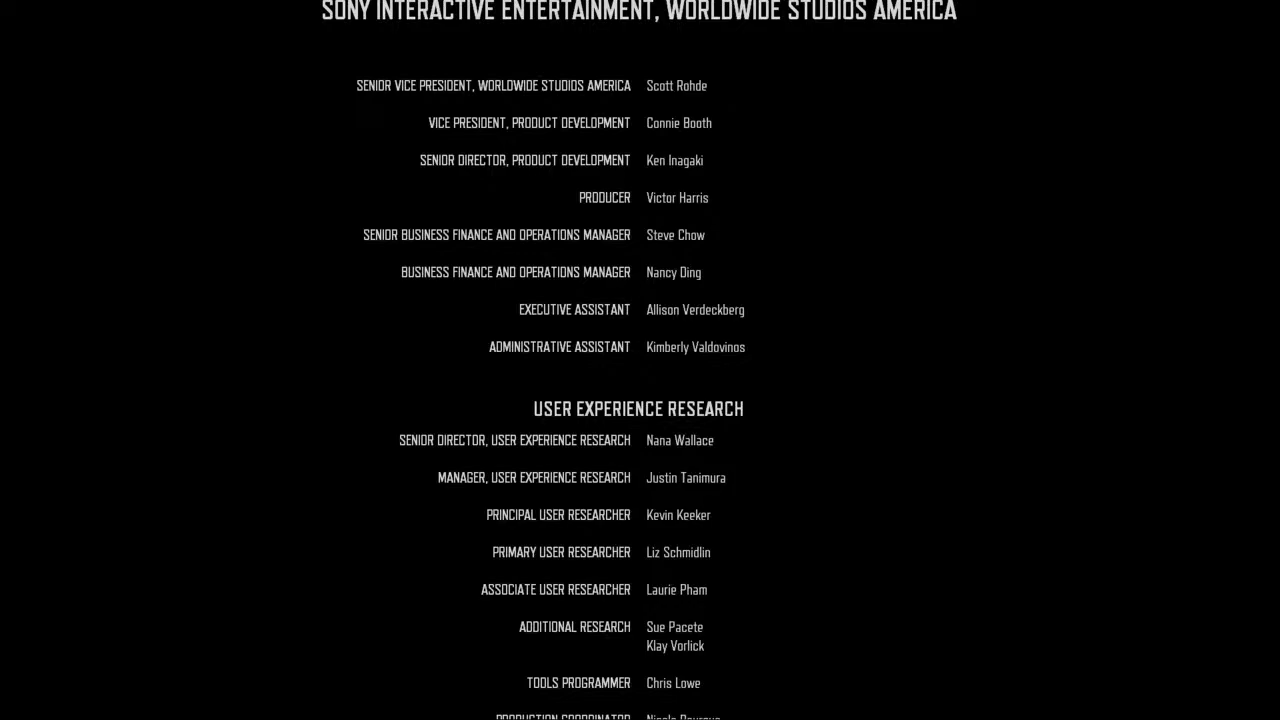 SONY INTERACTIVE ENTERTAINMENT, WORLDWIDE STUDIOS AMERICA
SENIOR VICE PRESIDENT, WORLDWIDE STUDIOS AMERICA Scott Rohde
VICE PRESIDENT, PRODUCT DEVELOPMENT Connie Booth
SENIOR DIRECTOR, PRODUCT DEVELOPMENT Ken Inagaki
PRODUCER Victor Harris
SENIOR BUSINESS FINANCE AND OPERATIONS MANAGER Steve Chow
BUSINESS FINANCE AND OPERATIONS MANAGER Nancy Ding
EXECUTIVE ASSISTANT Allison Verdeckberg
ADMINISTRATIVE ASSISTANT Kimberly Valdovinos
USER EXPERIENCE RESEARCH
SENIOR DIRECTOR, USER EXPERIENCE RESEARCH Nana Wallace
MANAGER, USER EXPERIENCE RESEARCH Justin Tanimura
PRINCIPAL USER RESEARCHER Kevin Keeker
PRIMARY USER RESEARCHER Liz Schmidlin
ASSOCIATE USER RESEARCHER Laurie Pham
ADDITIONAL RESEARCH Sue Pacete
Klay Vorlick
TOOLS PROGRAMMER Chris Lowe
PRODUCTION COORDINATOR